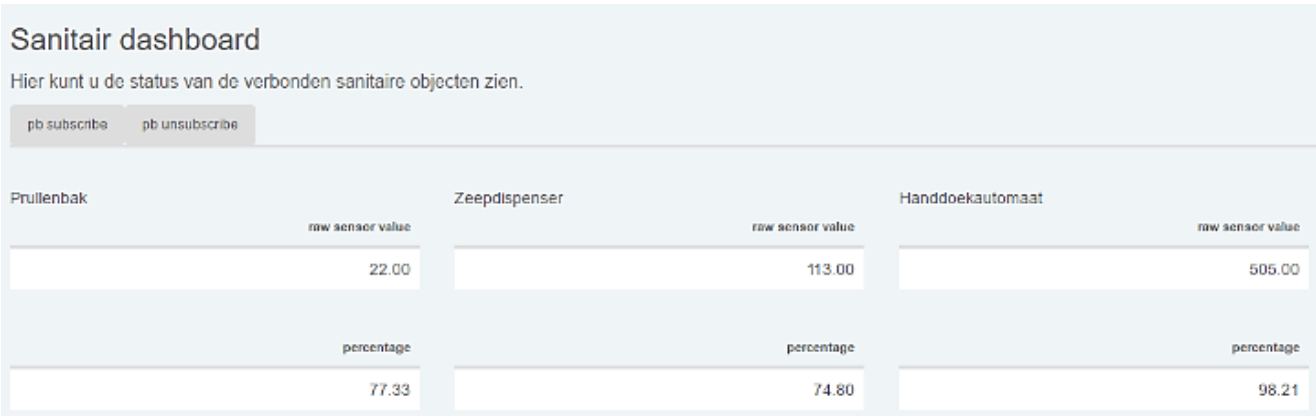 Sanitair dashboard
Hier kunt u de status van de verbonden sanitaire objecten zien.
pb subscribe pb unsubscribe
Prullenbak Zeepdispenser Handdoekautomaat
raw sensor value raw sensor value raw sensor value
22.00 113.00 505.00
percentage percentage percentage
77.33 74.80 98.21